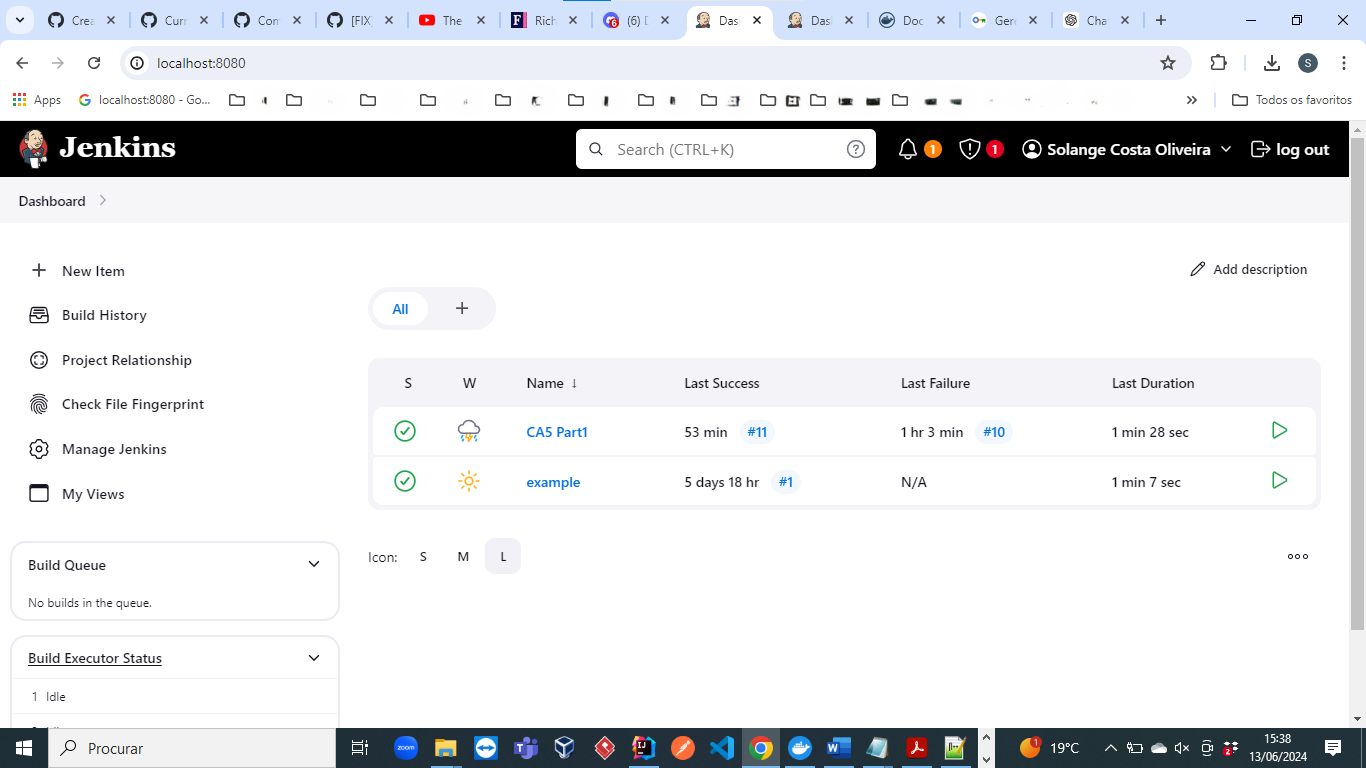 Crea
Curr
Com
[FIX
The
Rich
(6) D
Das
Das
Doc
Gere
Cha
localhost:8080
S
Apps
localhost:8080 - Go...
Todos os favoritos
Jenkins
Search (CTRL+K)
1
1
Solange Costa Oliveira
log out
Dashboard
New Item
Build History
Project Relationship
Check File Fingerprint
Manage Jenkins
My Views
Add description
All
S W Name ↓ Last Success Last Failure Last Duration
CA5 Part1 53 min #11 1 hr 3 min #10 1 min 28 sec
example 5 days 18 hr #1 N/A 1 min 7 sec
Icon: S M L
Build Queue
No builds in the queue.
Build Executor Status
1 Idle
Procurar
zoom
19°C
15:38
13/06/2024